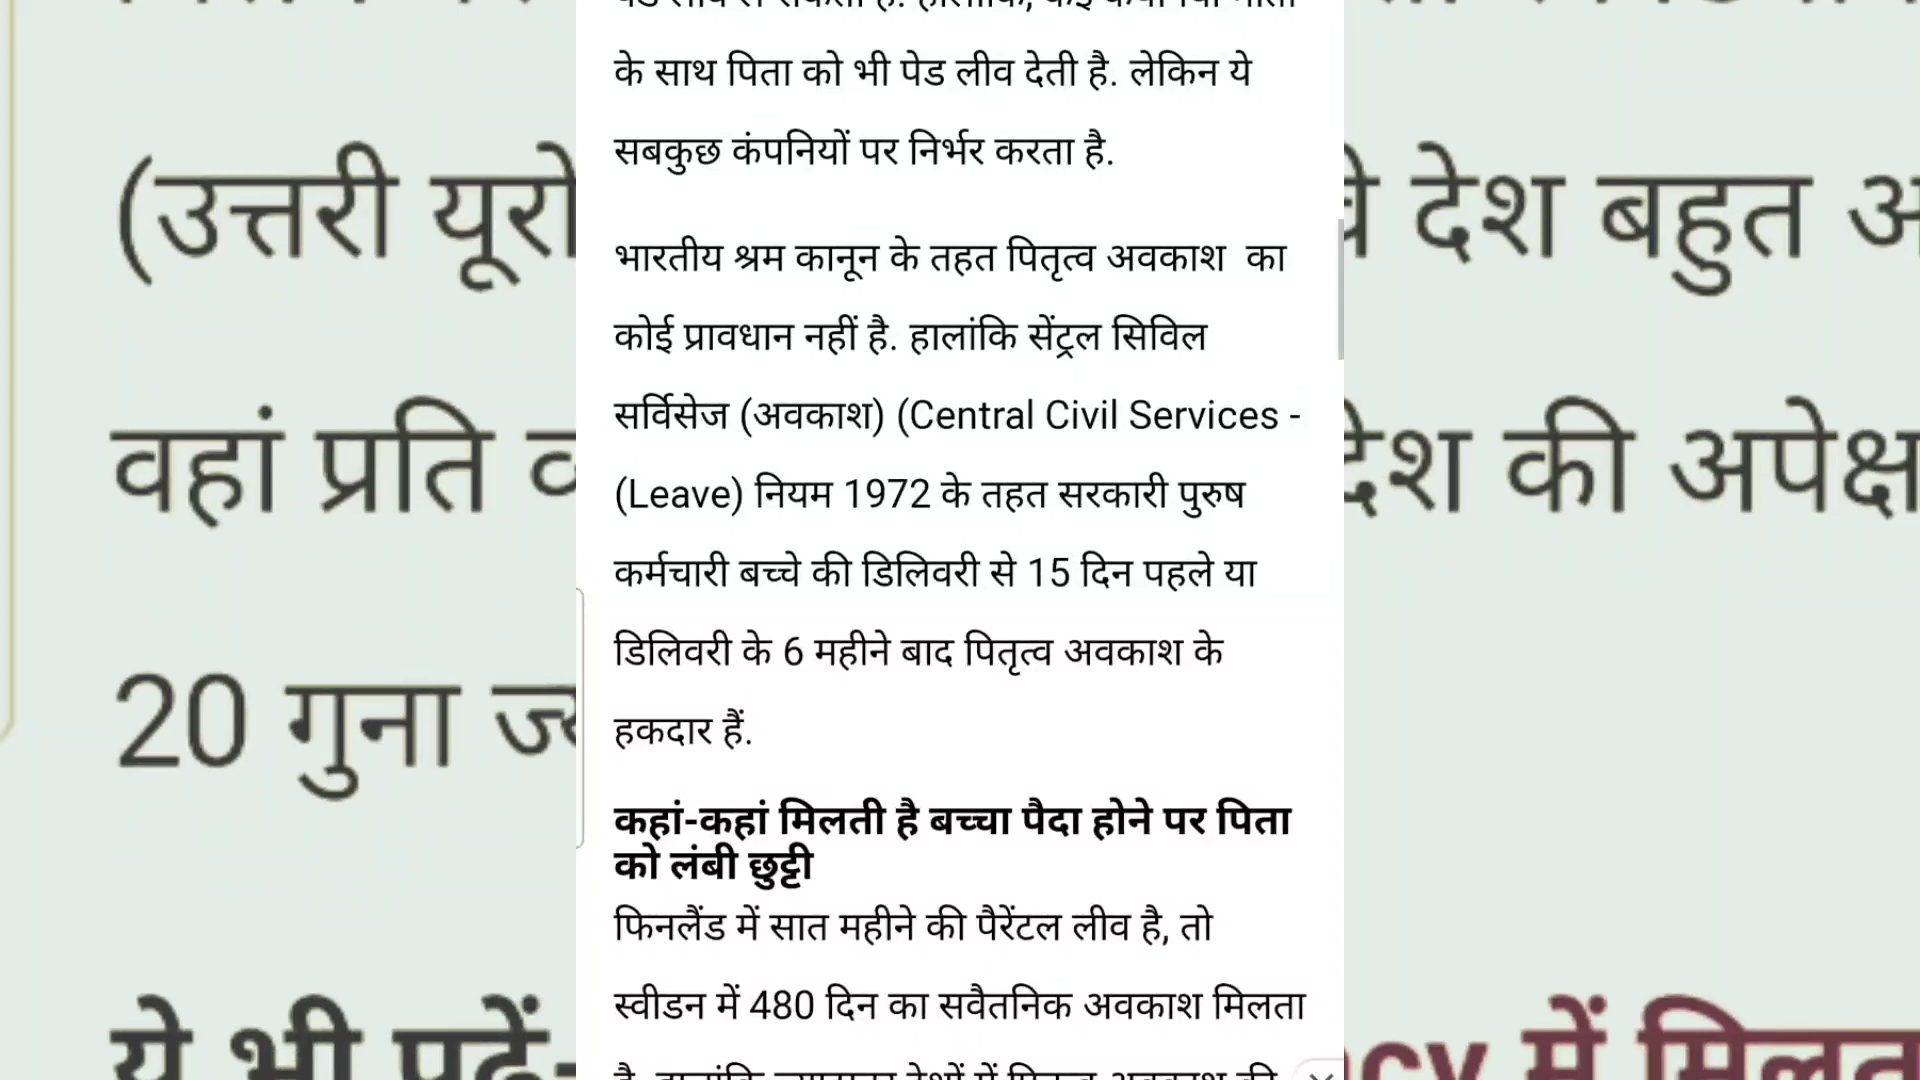 के साथ पिता को भी पेड लीव देती है. लेकिन ये
सबकुछ कंपनियों पर निर्भर करता है.
भारतीय श्रम कानून के तहत पितृत्व अवकाश का
कोई प्रावधान नहीं है. हालांकि सेंट्रल सिविल
सर्विसेज (अवकाश) (Central Civil Services -
(Leave) नियम 1972 के तहत सरकारी पुरुष
कर्मचारी बच्चे की डिलिवरी से 15 दिन पहले या
डिलिवरी के 6 महीने बाद पितृत्व अवकाश के
हकदार हैं.
कहां-कहां मिलती है बच्चा पैदा होने पर पिता
को लंबी छुट्टी
फिनलैंड में सात महीने की पैरेंटल लीव है, तो
स्वीडन में 480 दिन का सवैतनिक अवकाश मिलता
(उत्तरी
वहां प्रति
20 गुना
ये भी पढ़ें-
देश बहुत
की
में